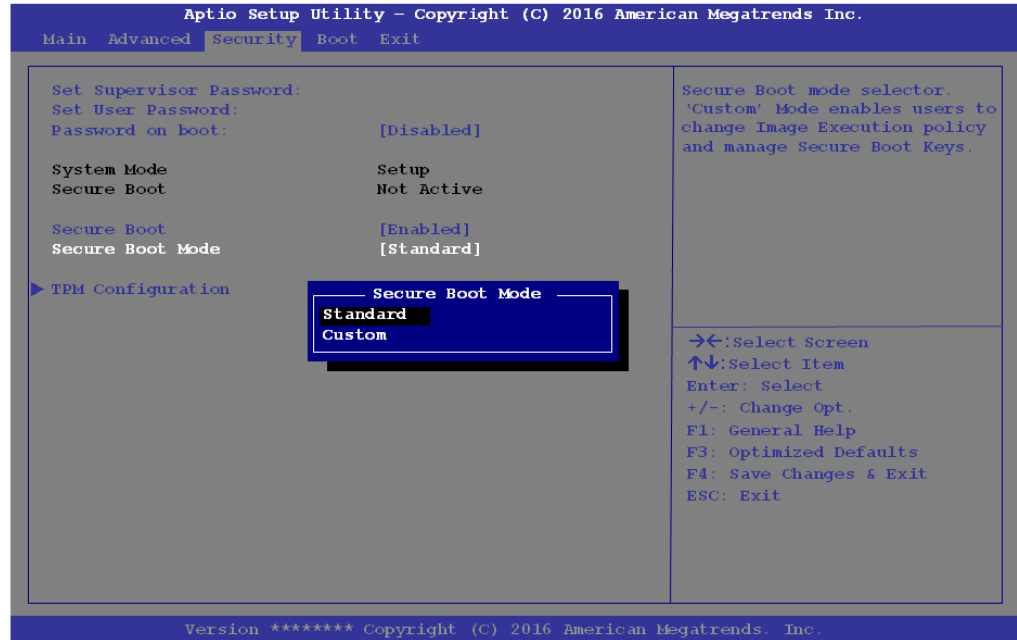 Aptio Setup Utility – Copyright (C) 2016 American Megatrends Inc.
Main Advanced Security Boot Exit
Set Supervisor Password:
Set User Password:
Password on boot: [Disabled]
System Mode Setup
Secure Boot Not Active
Secure Boot [Enabled]
Secure Boot Mode [Standard]
TPM Configuration
Secure Boot Mode
Standard
Custom
Secure Boot mode selector.
'Custom' Mode enables users to
change Image Execution policy
and manage Secure Boot Keys.
→←:Select Screen
↑↓:Select Item
Enter: Select
+/-: Change Opt.
F1: General Help
F3: Optimized Defaults
F4: Save Changes & Exit
ESC: Exit
Version ******** Copyright (C) 2016 American Megatrends. Inc.